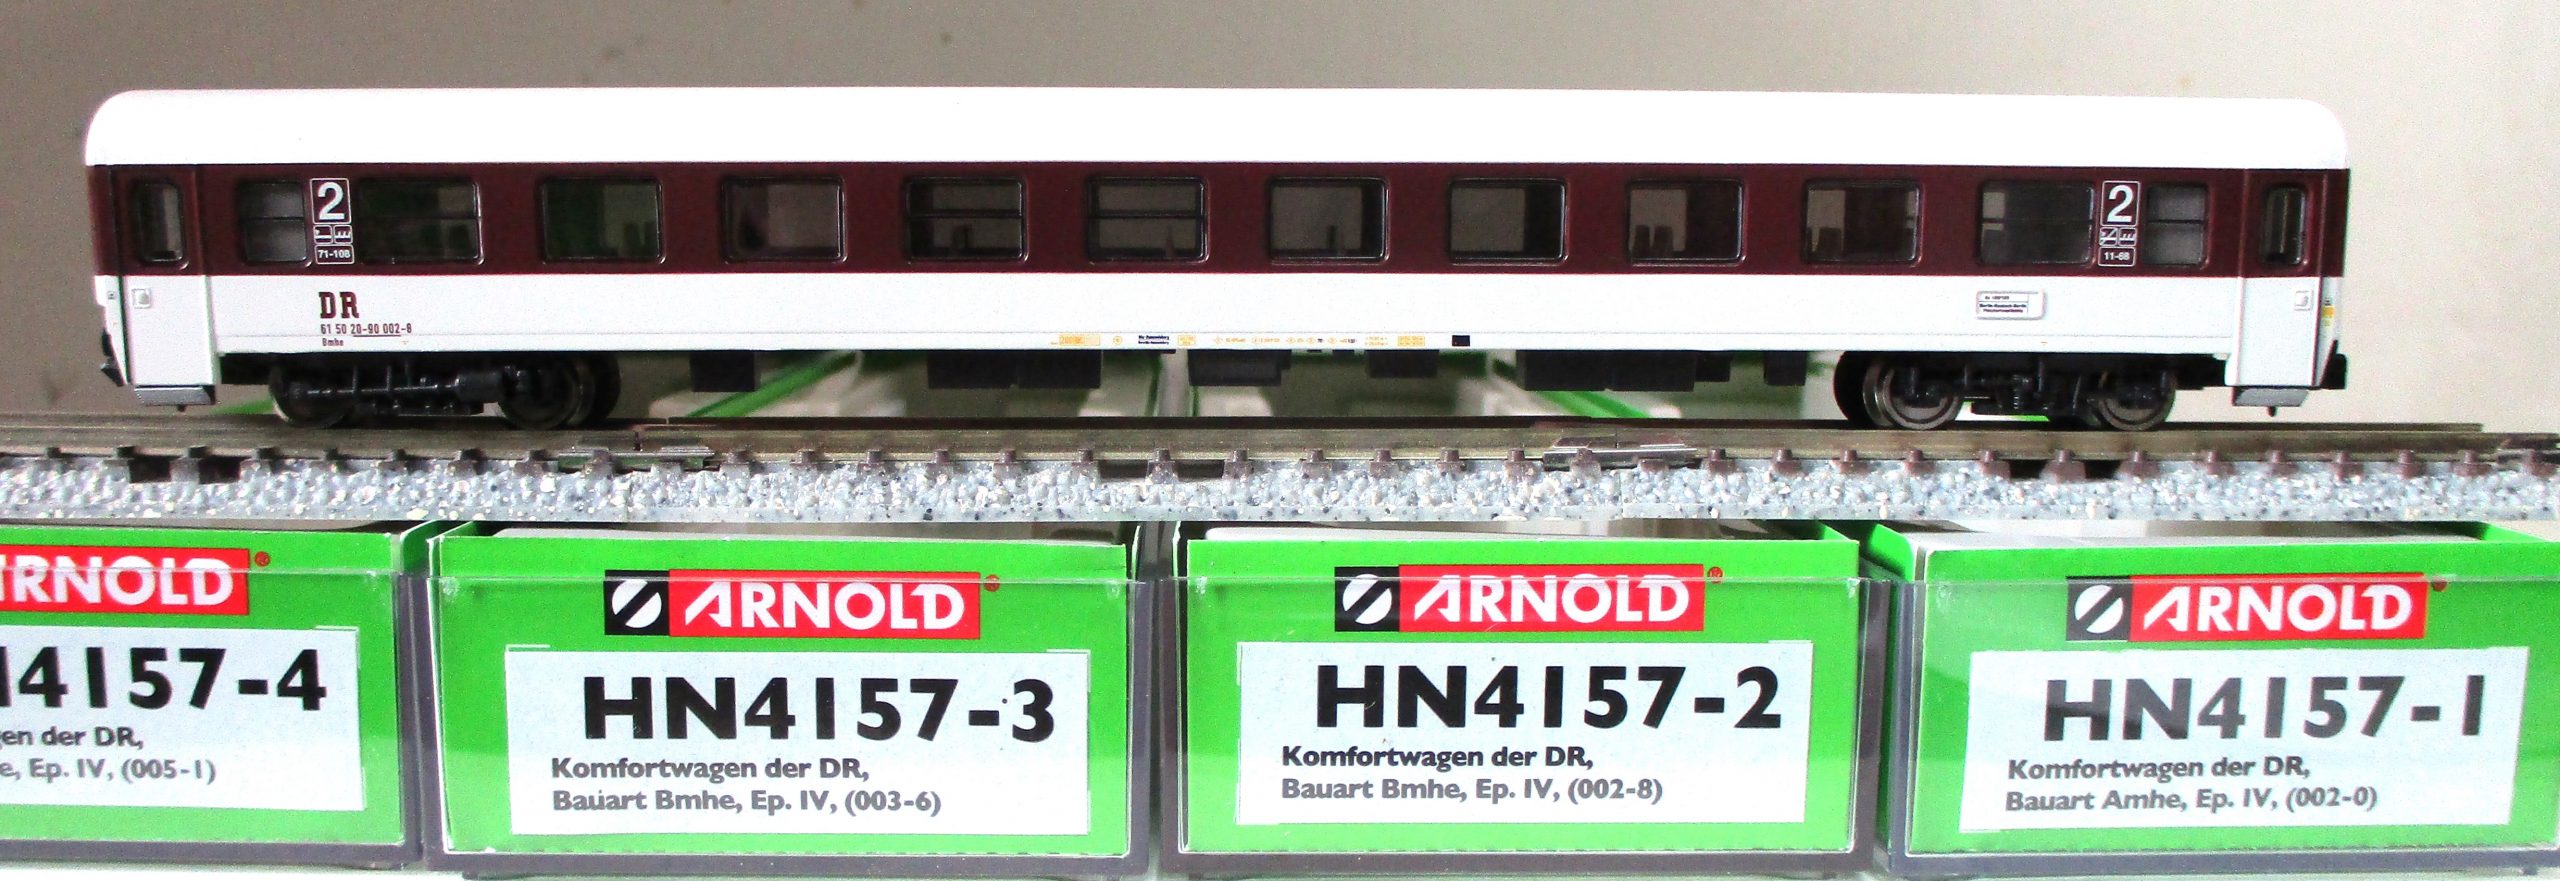 2
71-108
DR
61 50 20-90 002-8
Bmhe
2
11-68
RNOLD®
4157-4
en der DR,
e, Ep. IV, (005-1)
ARNOLD®
HN4157-3
Komfortwagen der DR,
Bauart Bmhe, Ep. IV, (003-6)
ARNOLD®
HN4157-2
Komfortwagen der DR,
Bauart Bmhe, Ep. IV, (002-8)
ARNOLD
HN4157-1
Komfortwagen der DR,
Bauart Amhe, Ep. IV, (002-0)